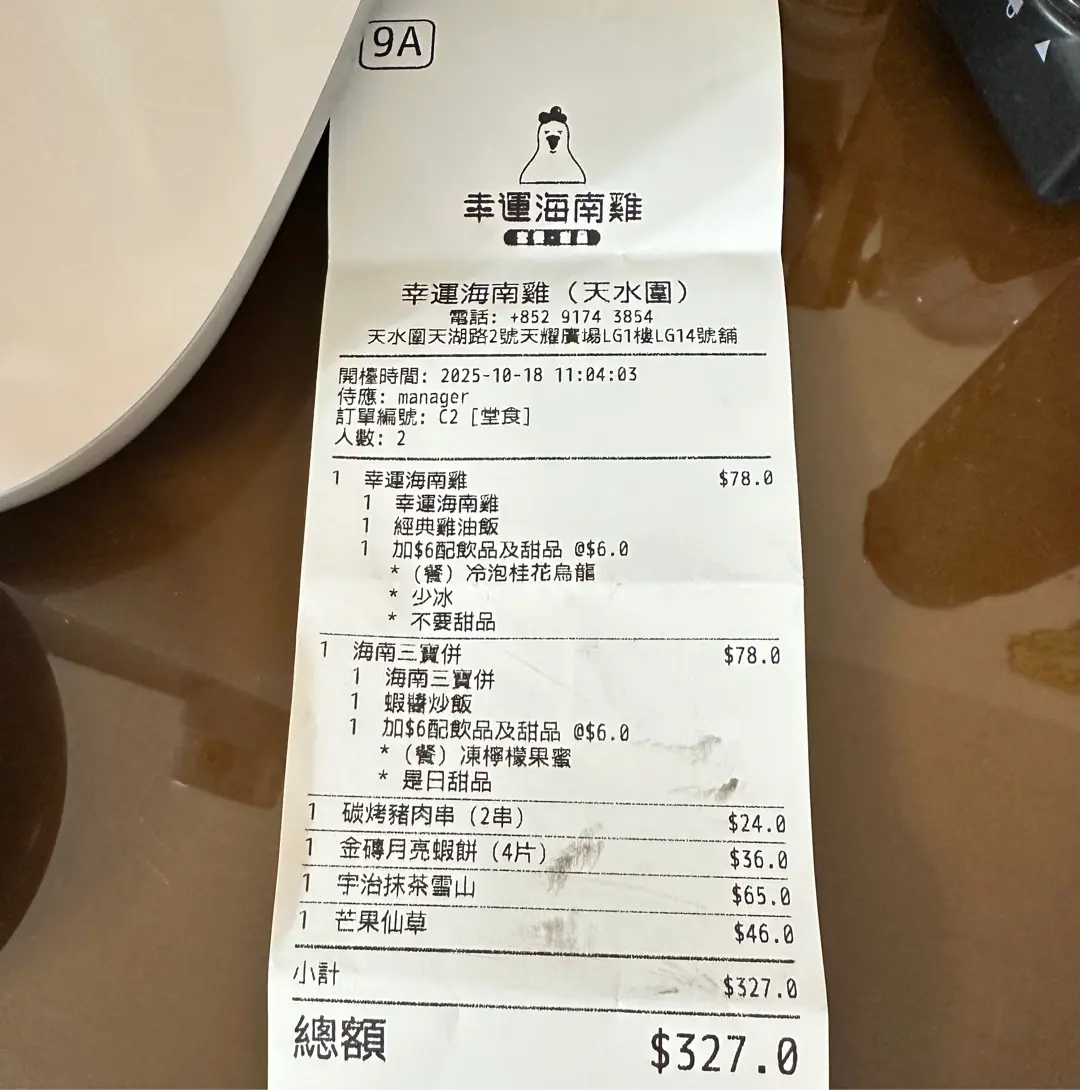 9A
幸運海南雞
幸運海南雞（天水圍）
電話: +852 9174 3854
天水圍天湖路2號天耀廣場LG1樓LG14號舖
開檯時間: 2025-10-18 11:04:03
侍應: manager
訂單編號: C2 [堂食]
人數: 2
1 幸運海南雞 $78.0
1 幸運海南雞
1 經典雞油飯
1 加$6配飲品及甜品 @$6.0
* （餐）冷泡桂花烏龍
* 少冰
* 不要甜品
1 海南三寶併 $78.0
1 海南三寶併
1 蝦醬炒飯
1 加$6配飲品及甜品 @$6.0
* （餐）凍檸檬果蜜
* 是日甜品
1 碳烤豬肉串（2串） $24.0
1 金磚月亮蝦餅（4片） $36.0
1 宇治抹茶雪山 $65.0
1 芒果仙草 $46.0
小計 $327.0
總額 $327.0